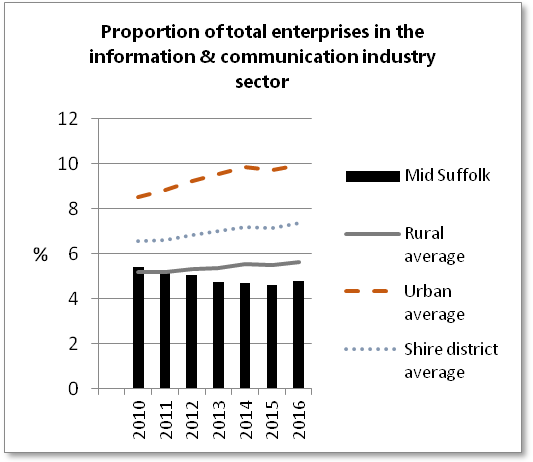 Proportion of total enterprises in the
information & communication industry
sector
12
10
8
6
4
2
0
%
2010
2011
2012
2013
2014
2015
2016
Mid Suffolk
Rural
average
Urban
average
Shire district
average